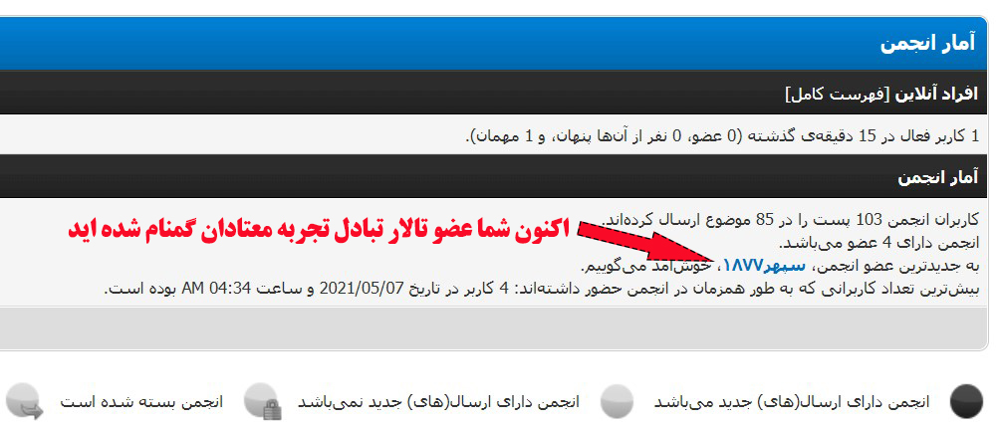 آمار انجمن
افراد آنلاین [فهرست کامل]
1 کاربر فعال در 15 دقیقه‌ی گذشته (0 عضو، 0 نفر از آن‌ها پنهان، و 1 مهمان).
آمار انجمن
کاربران انجمن 103 پست را در 85 موضوع ارسال کرده‌اند.
اکنون شما عضو تالار تبادل تجربه معتادان گمنام شده اید
انجمن دارای 4 عضو می‌باشد.
به جدیدترین عضو انجمن، سپهر۱۸۷۷، خوش‌آمد می‌گوییم.
بیش‌ترین تعداد کاربرانی که به طور همزمان در انجمن حضور داشته‌اند: 4 کاربر در تاریخ 2021/05/07 و ساعت 04:34 AM بوده است.
انجمن دارای ارسال(های) جدید می‌باشد
انجمن دارای ارسال(های) جدید نمی‌باشد
انجمن بسته شده است